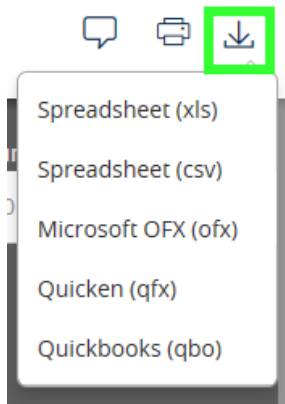 Spreadsheet (xls)
Spreadsheet (csv)
Microsoft OFX (ofx)
Quicken (qfx)
Quickbooks (qbo)